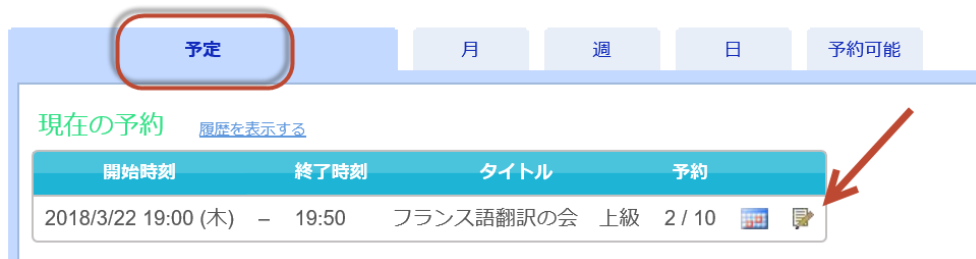 予定 月 週 日 予約可能
現在の予約 履歴を表示する
開始時刻 終了時刻 タイトル 予約
2018/3/22 19:00 (木) – 19:50 フランス語翻訳の会 上級 2 / 10